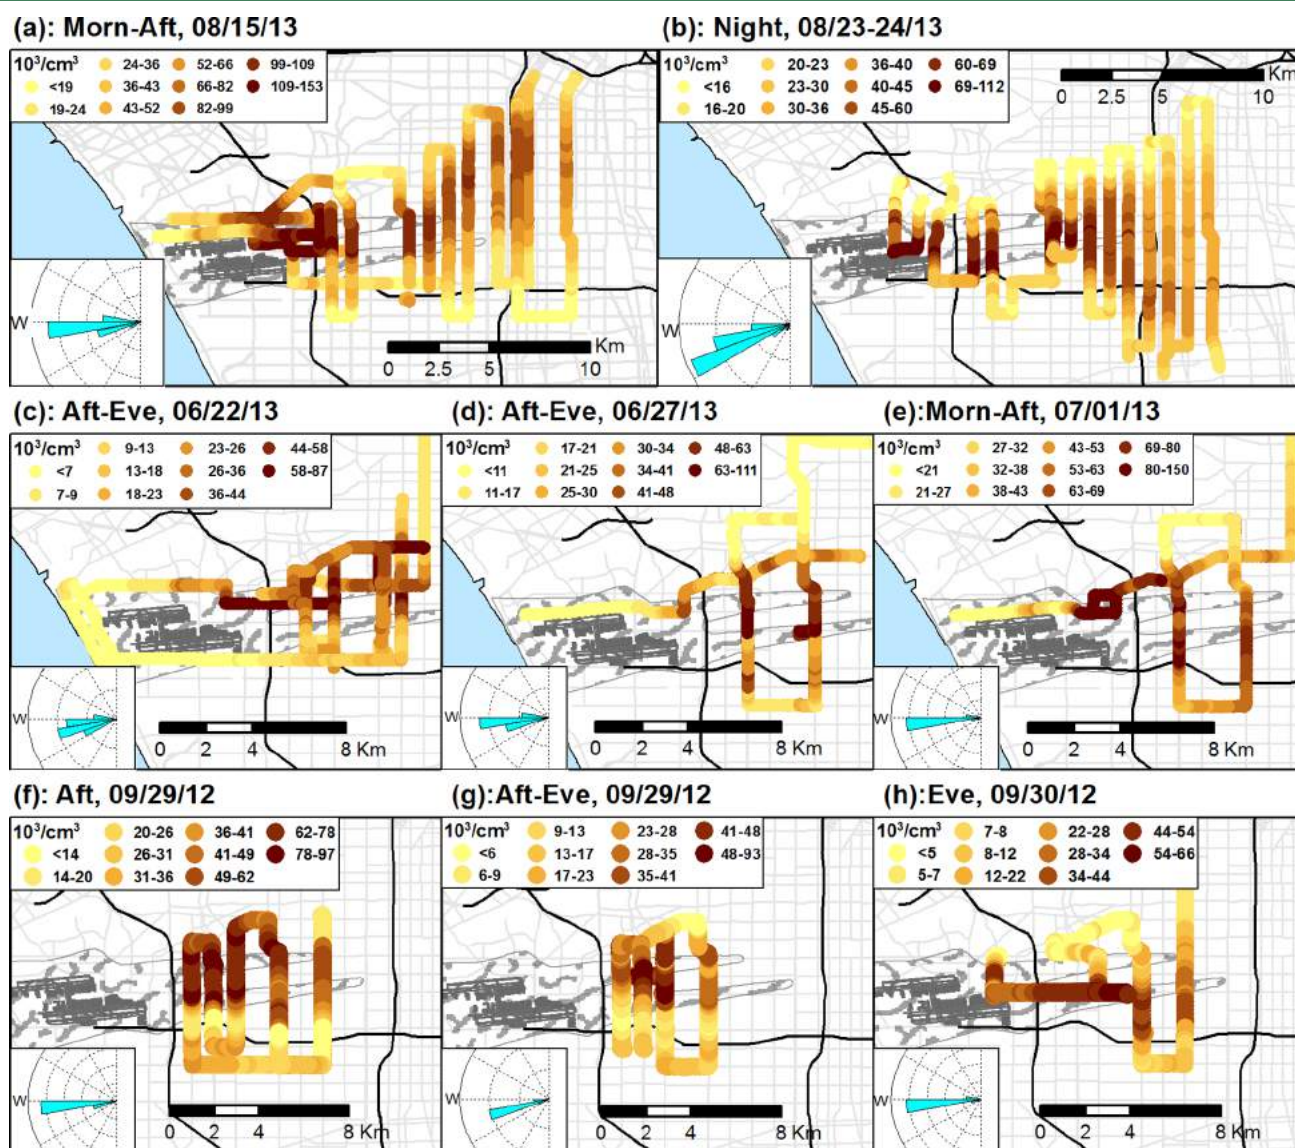 (a): Morn-Aft, 08/15/13
10³/cm³
<19
19-24
24-36
36-43
43-52
52-66
66-82
82-99
99-109
109-153
W
Km
0 2.5 5 10
(b): Night, 08/23-24/13
10³/cm³
<16
16-20
20-23
23-30
30-36
36-40
40-45
45-60
60-69
69-112
Km
0 2.5 5 10
W
(c): Aft-Eve, 06/22/13
10³/cm³
<7
7-9
9-13
13-18
18-23
23-26
26-36
36-44
44-58
58-87
W
0 2 4 8 Km
(d): Aft-Eve, 06/27/13
10³/cm³
<11
11-17
17-21
21-25
25-30
30-34
34-41
41-48
48-63
63-111
W
0 2 4 8 Km
(e):Morn-Aft, 07/01/13
10³/cm³
<21
21-27
27-32
32-38
38-43
43-53
53-63
63-69
69-80
80-150
W
0 2 4 8 Km
(f): Aft, 09/29/12
10³/cm³
<14
14-20
20-26
26-31
31-36
36-41
41-49
49-62
62-78
78-97
W
0 2 4 8 Km
(g):Aft-Eve, 09/29/12
10³/cm³
<6
6-9
9-13
13-17
17-23
23-28
28-35
35-41
41-48
48-93
W
0 2 4 8 Km
(h):Eve, 09/30/12
10³/cm³
<5
5-7
7-8
8-12
12-22
22-28
28-34
34-44
44-54
54-66
W
0 2 4 8 Km